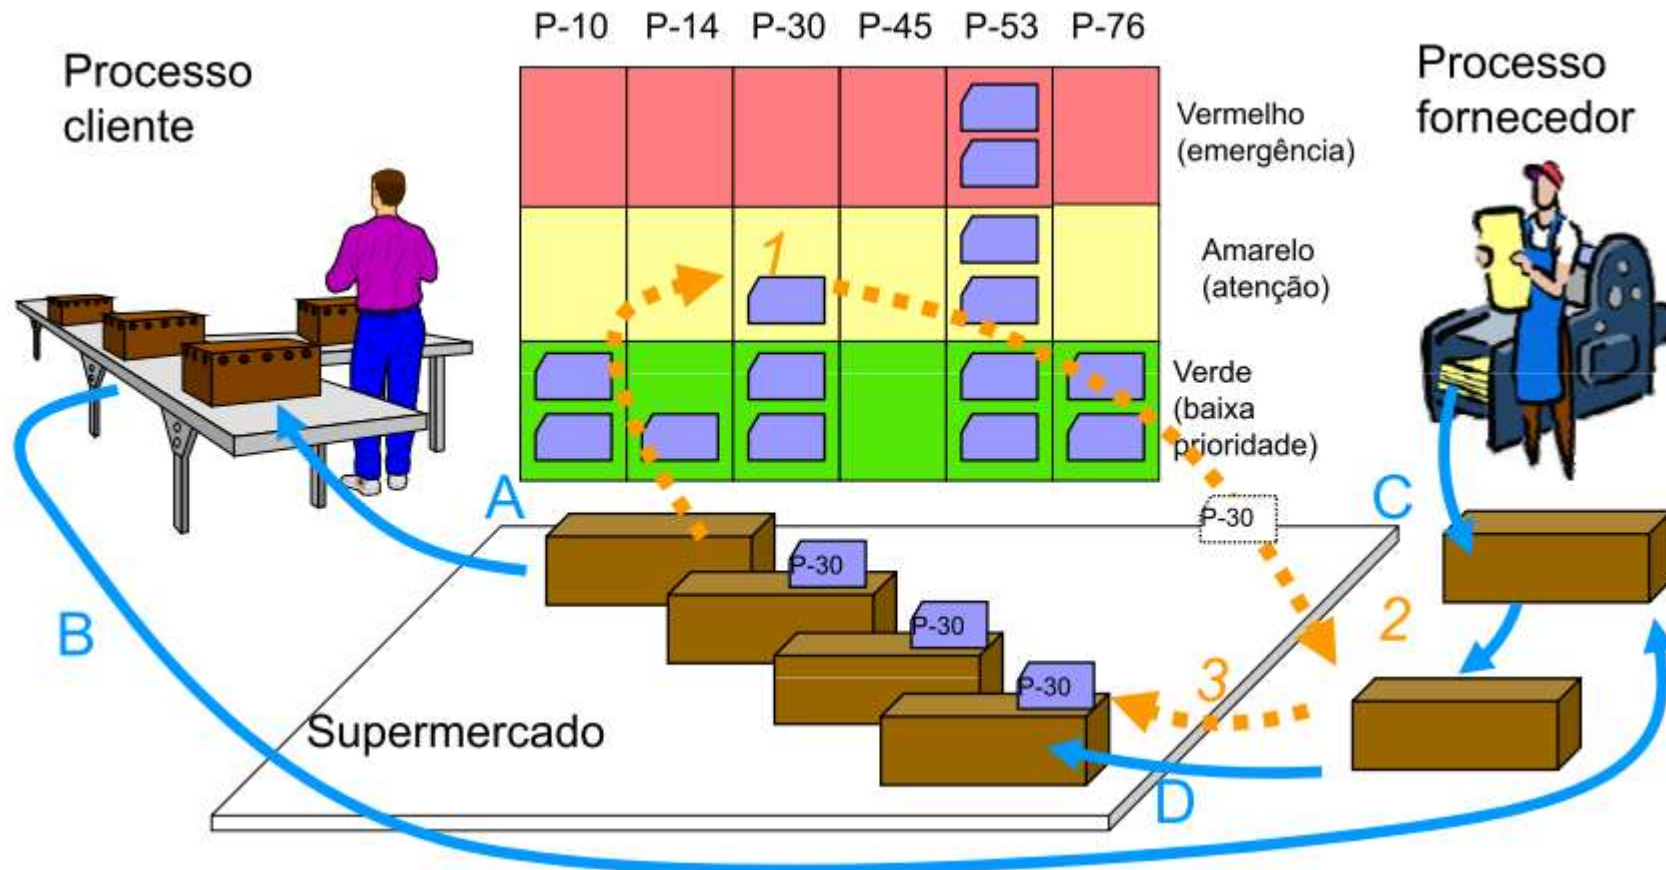 P-10 P-14 P-30 P-45 P-53 P-76
Processo
cliente
Processo
fornecedor
Vermelho
(emergência)
1
Amarelo
(atenção)
Verde
(baixa
prioridade)
A
C
P-30
P-30
B
P-30
2
P-30
3
Supermercado
D